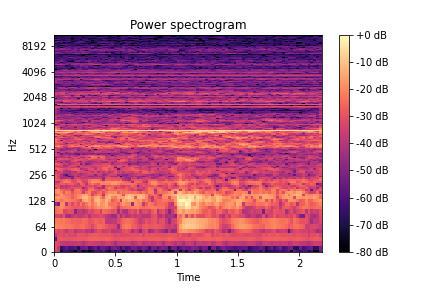 Power spectrogram
+0 dB
8192
-10 dB
4096
-20 dB
2048
-30 dB
1024
Hz
-40 dB
512
-50 dB
256
128
-60 dB
64
-70 dB
0
-80 dB
0 0.5 1 1.5 2
Time